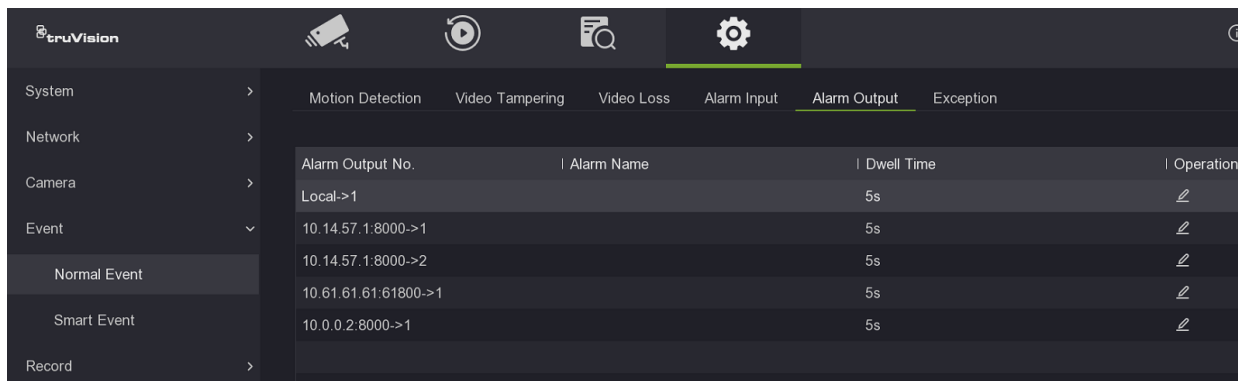 truVision
System
Network
Camera
Event
Normal Event
Smart Event
Record
Motion Detection Video Tampering Video Loss Alarm Input Alarm Output Exception
Alarm Output No. Alarm Name Dwell Time Operation
Local->1 5s
10.14.57.1:8000->1 5s
10.14.57.1:8000->2 5s
10.61.61.61:61800->1 5s
10.0.0.2:8000->1 5s